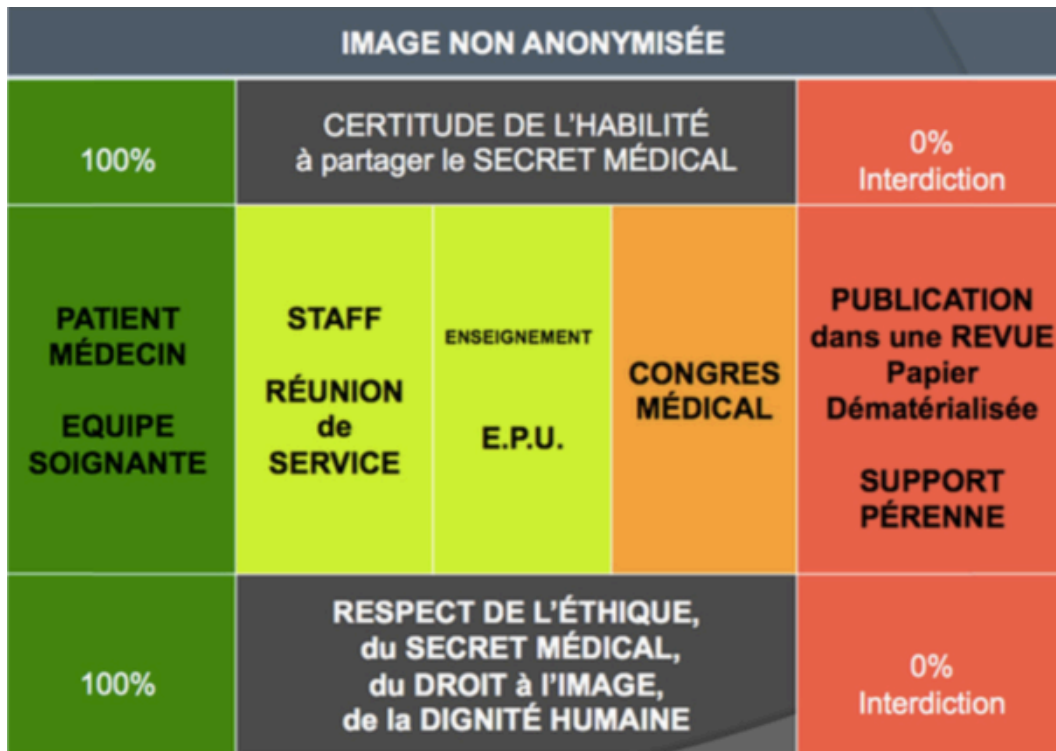 IMAGE NON ANONYMISÉE
100%
CERTITUDE DE L'HABILITÉ
à partager le SECRET MÉDICAL
0%
Interdiction
PATIENT
MÉDECIN
EQUIPE
SOIGNANTE
STAFF
RÉUNION
de
SERVICE
ENSEIGNEMENT
E.P.U.
CONGRES
MÉDICAL
PUBLICATION
dans une REVUE
Papier
Dématérialisée
SUPPORT
PÉRENNE
100%
RESPECT DE L'ÉTHIQUE,
du SECRET MÉDICAL,
du DROIT à l'IMAGE,
de la DIGNITÉ HUMAINE
0%
Interdiction